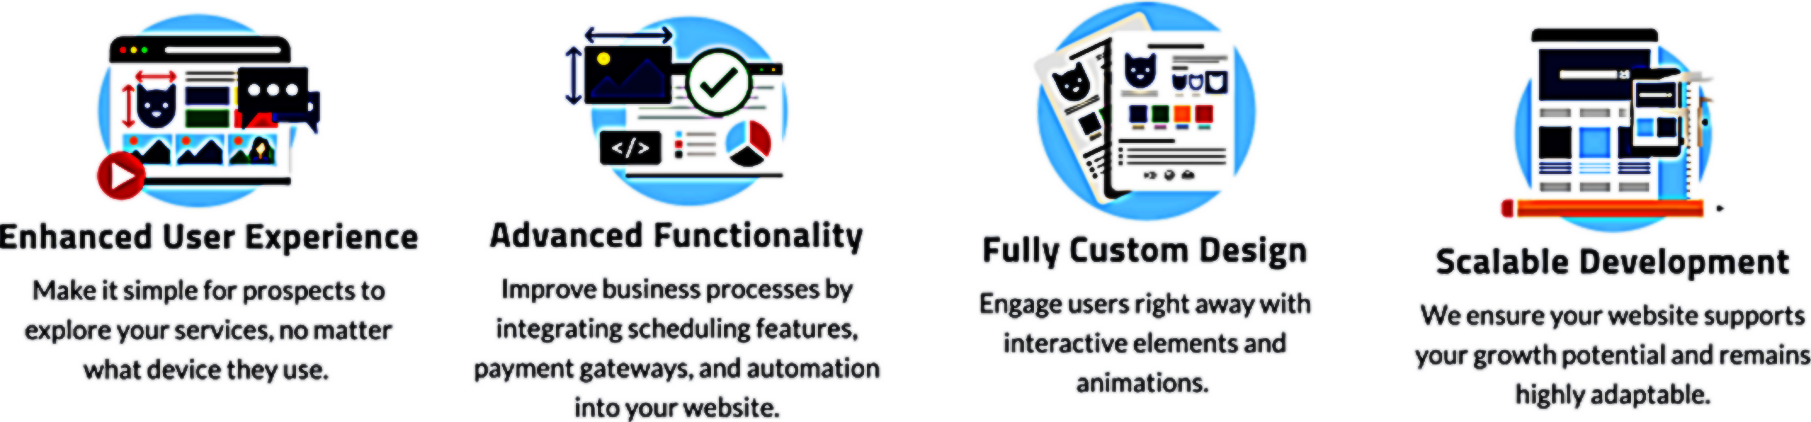 Enhanced User Experience
Make it simple for prospects to
explore your services, no matter
what device they use.
</>
Advanced Functionality
Improve business processes by
integrating scheduling features,
payment gateways, and automation
into your website.
Fully Custom Design
Engage users right away with
interactive elements and
animations.
Scalable Development
We ensure your website supports
your growth potential and remains
highly adaptable.